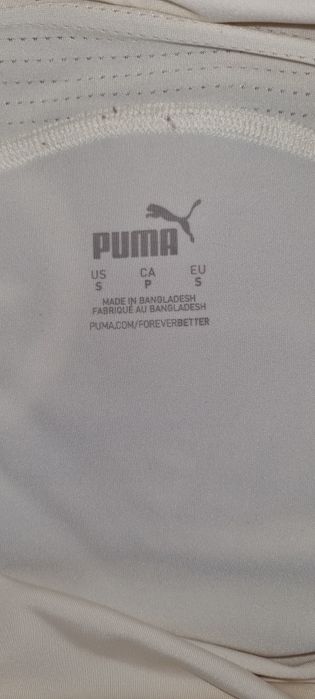 PUMA
US CA EU
S P S
MADE IN BANGLADESH
FABRIQUÉ AU BANGLADESH
PUMA.COM/FOREVERBETTER